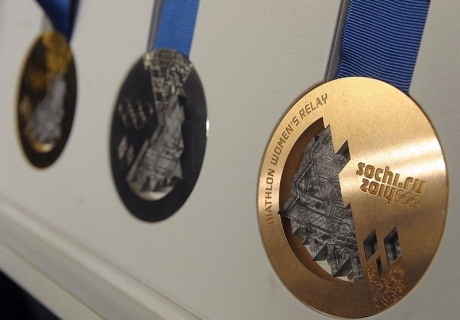 BIATHLON WOMEN'S RELAY
sochi.ru
2014